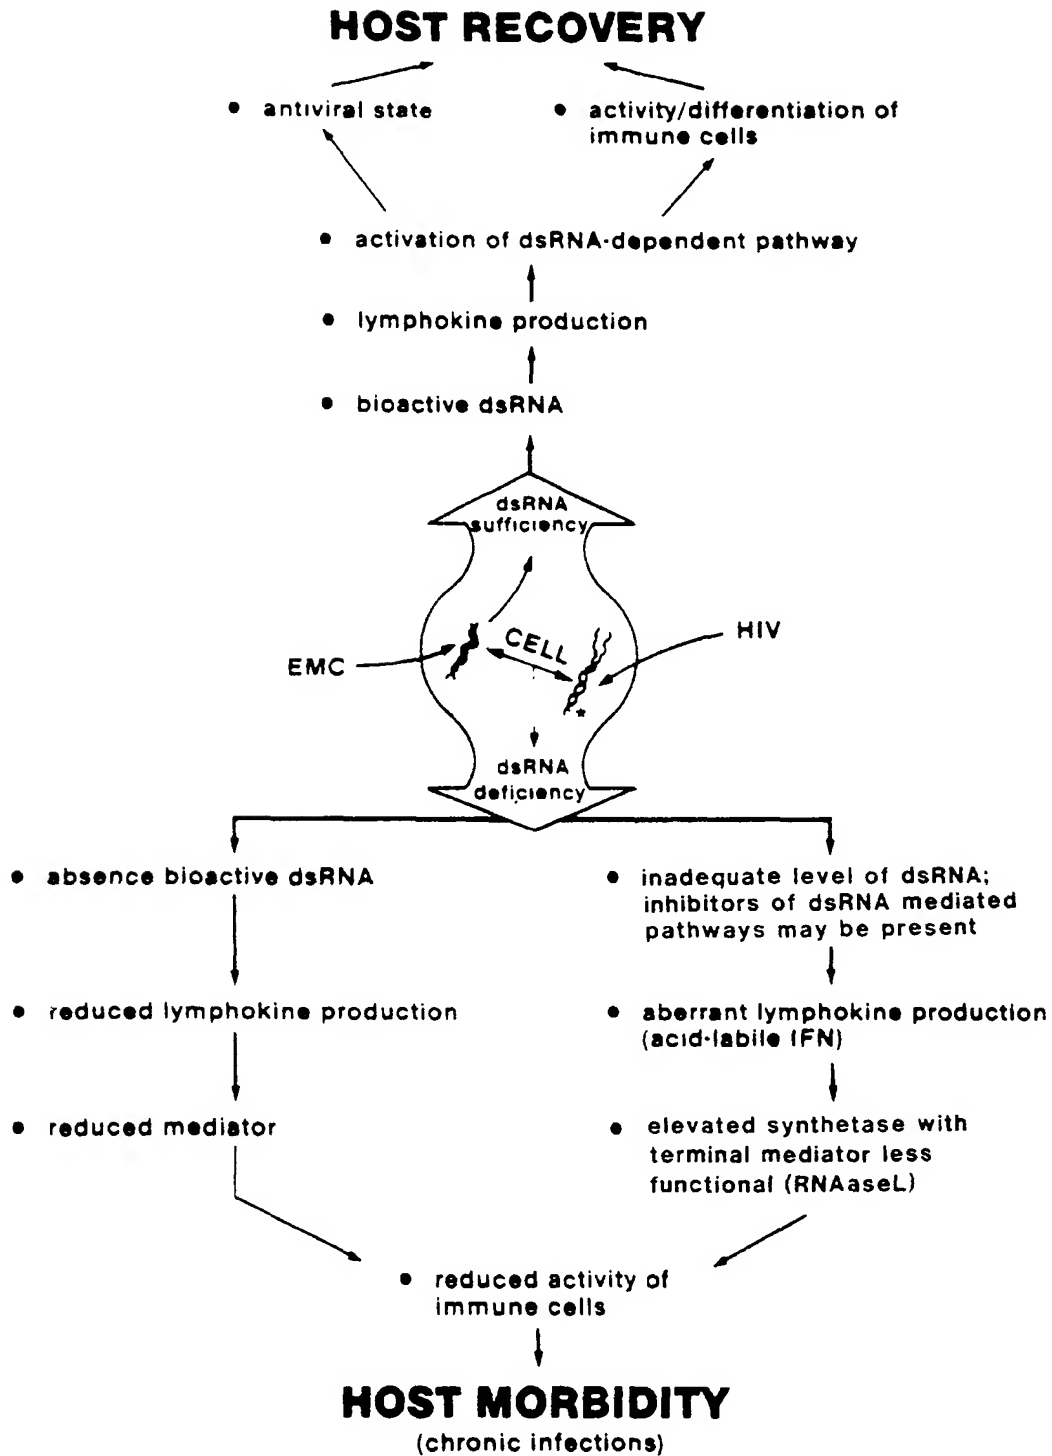 HOST RECOVERY
• antiviral state
• activity/differentiation of
immune cells
• activation of dsRNA-dependent pathway
• lymphokine production
• bioactive dsRNA
dsRNA
sufficiency
CELL
HIV
EMC
*
dsRNA
deficiency
• absence bioactive dsRNA
• inadequate level of dsRNA;
inhibitors of dsRNA mediated
pathways may be present
• reduced lymphokine production
• aberrant lymphokine production
(acid-labile IFN)
• reduced mediator
• elevated synthetase with
terminal mediator less
functional (RNAaseL)
• reduced activity of
immune cells
HOST MORBIDITY
(chronic infections)